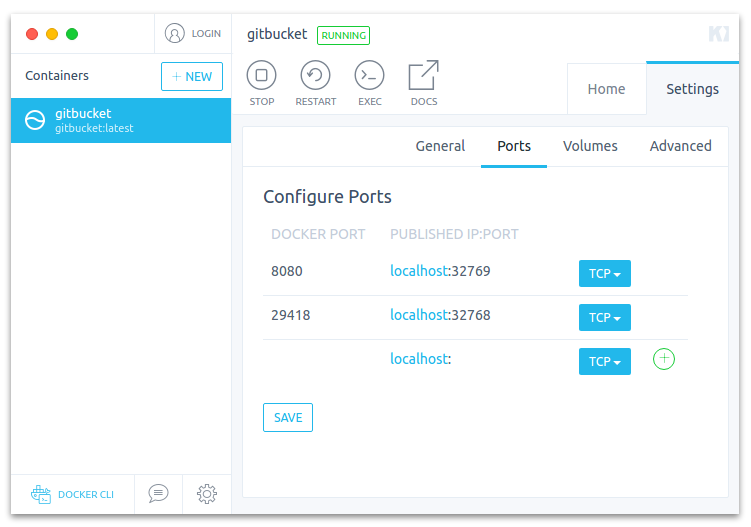 LOGIN
gitbucket RUNNING
Containers
+ NEW
gitbucket
gitbucket:latest
STOP RESTART EXEC DOCS
Home Settings
General Ports Volumes Advanced
Configure Ports
DOCKER PORT PUBLISHED IP:PORT
8080 localhost:32769 TCP
29418 localhost:32768 TCP
localhost: TCP
SAVE
DOCKER CLI